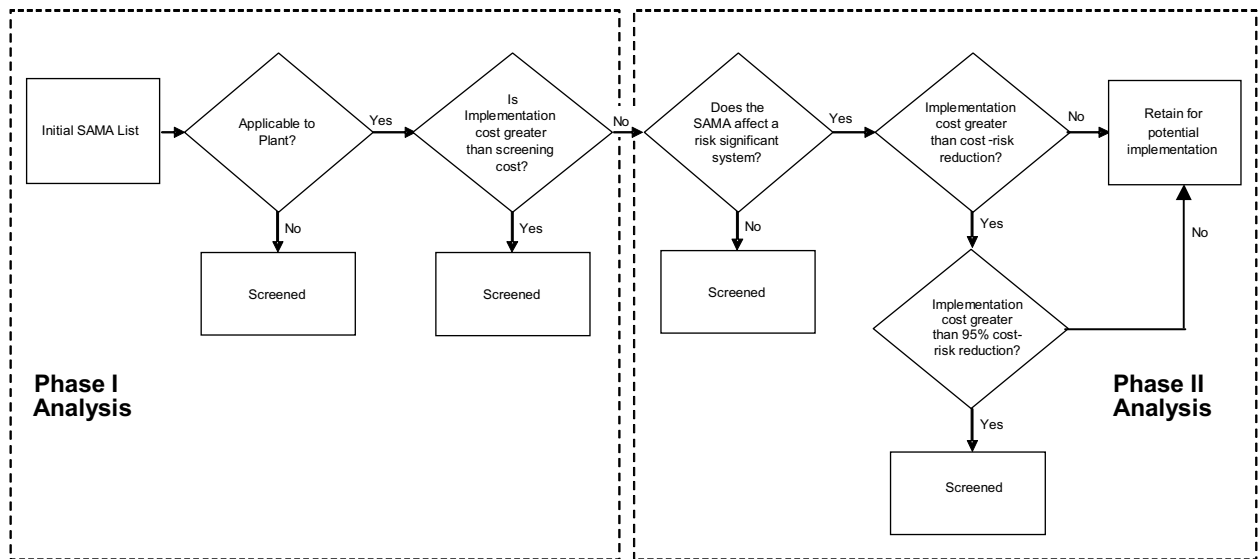 Initial SAMA List
Applicable to
Plant?
Yes
No
Screened
Is
Implementation
cost greater
than screening
cost?
No
Yes
Screened
Phase I
Analysis
Does the
SAMA affect a
risk significant
system?
Yes
No
Screened
Implementation
cost greater
than cost -risk
reduction?
No
Yes
Retain for
potential
implementation
No
Implementation
cost greater
than 95% cost-
risk reduction?
Yes
Screened
Phase II
Analysis